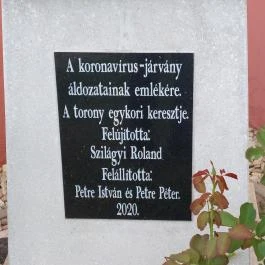 A koronavírus-járvány
áldozatainak emlékére.
A torony egykori keresztje.
Felújította:
Szilágyi Roland
Felállította:
Petre István és Petre Péter.
2020.